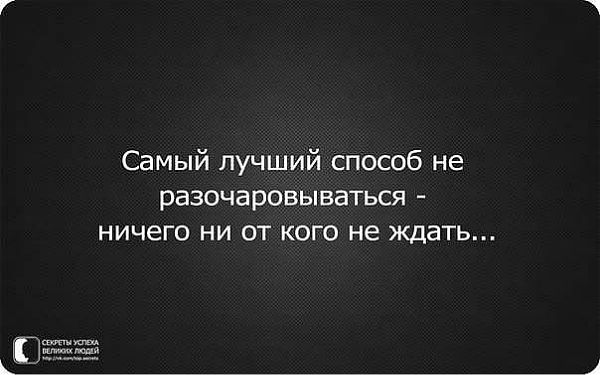 Самый лучший способ не
разочаровываться -
ничего ни от кого не ждать...
СЕКРЕТЫ УСПЕХА
ВЕЛИКИХ ЛЮДЕЙ